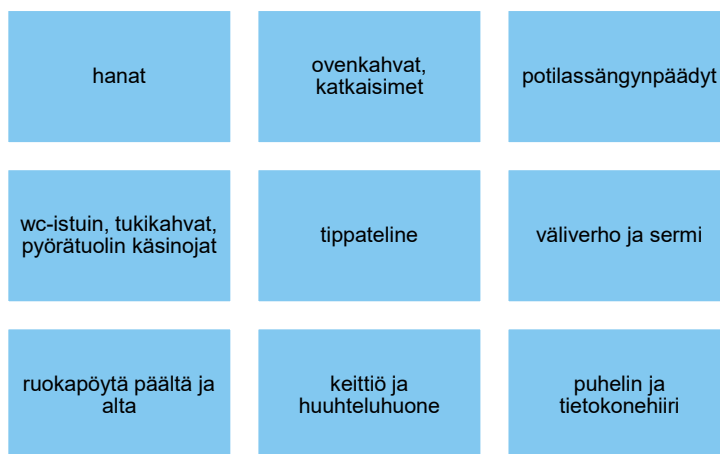 hanat
ovenkahvat,
katkaisimet
potilassängynpäädyt
wc-istuin, tukikahvat,
pyörätuolin käsinojat
tippateline
väliverho ja sermi
ruokapöytä päältä ja
alta
keittiö ja
huuhteluhuone
puhelin ja
tietokonehiiri